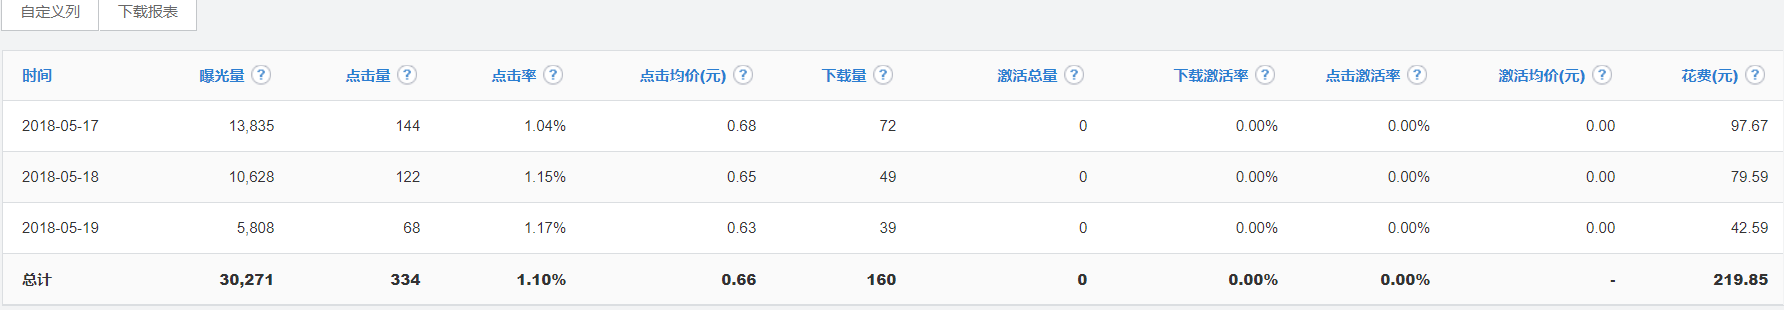 自定义列 下载报表
时间 曝光量 ? 点击量 ? 点击率 ? 点击均价(元) ? 下载量 ? 激活总量 ? 下载激活率 ? 点击激活率 ? 激活均价(元) ? 花费(元) ?
2018-05-17 13,835 144 1.04% 0.68 72 0 0.00% 0.00% 0.00 97.67
2018-05-18 10,628 122 1.15% 0.65 49 0 0.00% 0.00% 0.00 79.59
2018-05-19 5,808 68 1.17% 0.63 39 0 0.00% 0.00% 0.00 42.59
总计 30,271 334 1.10% 0.66 160 0 0.00% 0.00% - 219.85